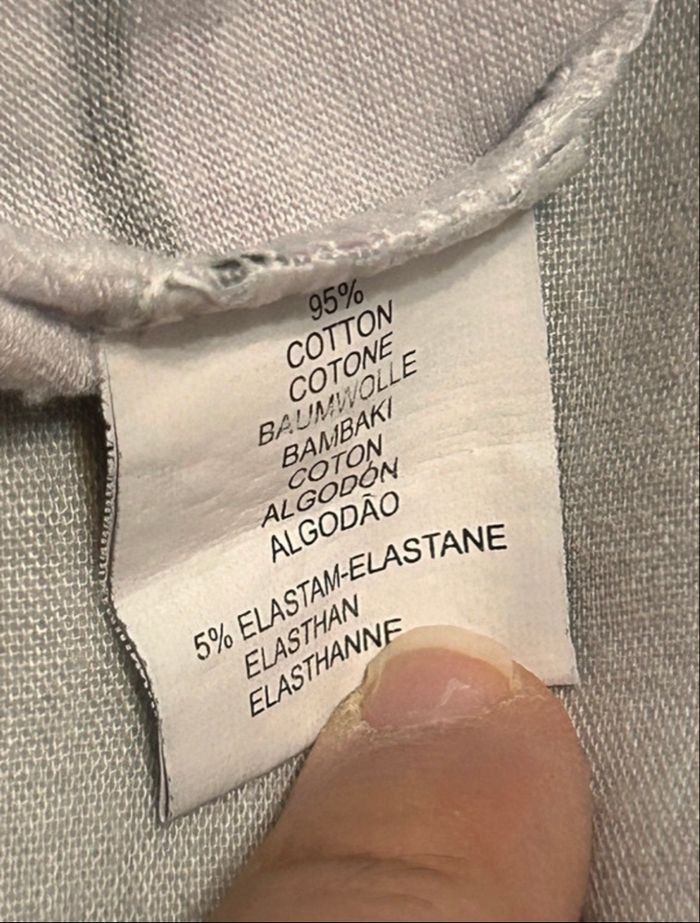 95%
COTTON
COTONE
BAUMWOLLE
BAMBAKI
COTON
ALGODÓN
ALGODÃO
5% ELASTAM-ELASTANE
ELASTHAN
ELASTHANNE